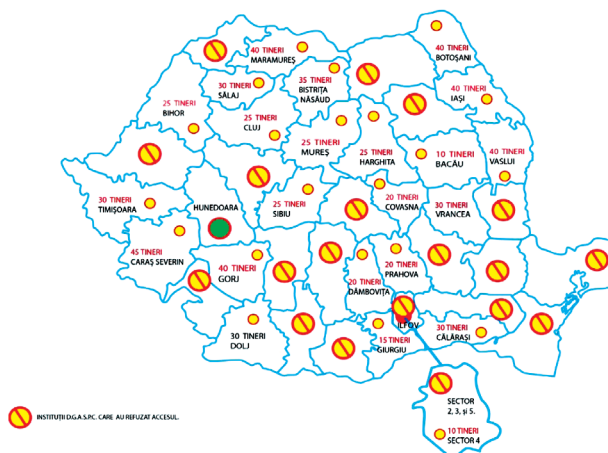 40 TINERI
BOTOȘANI
40 TINERI
MARAMUREȘ
35 TINERI
BISTRIȚA
NĂSĂUD
30 TINERI
SĂLAJ
40 TINERI
IAȘI
25 TINERI
BIHOR
25 TINERI
CLUJ
25 TINERI
MUREȘ
25 TINERI
HARGHITA
10 TINERI
BACĂU
40 TINERI
VASLUI
30 TINERI
TIMIȘOARA
HUNEDOARA
25 TINERI
SIBIU
20 TINERI
COVASNA
30 TINERI
VRANCEA
45 TINERI
CARAȘ SEVERIN
40 TINERI
GORJ
20 TINERI
DÂMBOVIȚA
20 TINERI
PRAHOVA
30 TINERI
DOLJ
15 TINERI
GIURGIU
ILFOV
30 TINERI
CĂLĂRAȘI
SECTOR
2, 3, și 5.
10 TINERI
SECTOR 4
INSTITUȚII D.G.A.S.P.C. CARE AU REFUZAT ACCESUL.